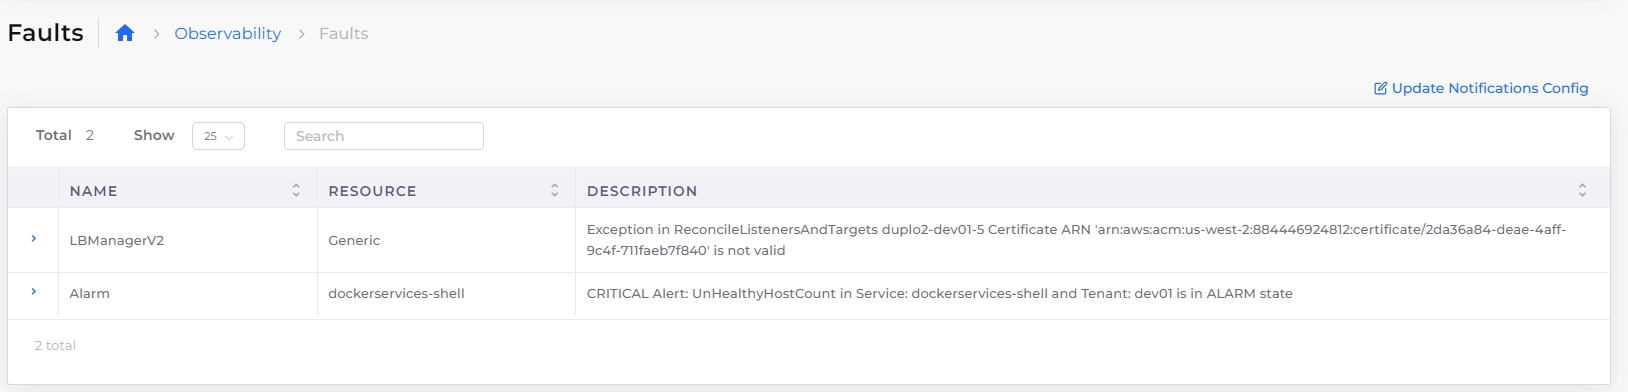 Faults
Observability
Faults
Update Notifications Config
Total 2 Show 25 Search
NAME RESOURCE DESCRIPTION
LBManagerV2 Generic Exception in ReconcileListenersAndTargets duplo2-dev01-5 Certificate ARN 'arn:aws:acm:us-west-2:884446924812:certificate/2da36a84-deae-4aff-
9c4f-711faeb7f840' is not valid
Alarm dockerservices-shell CRITICAL Alert: UnHealthyHostCount in Service: dockerservices-shell and Tenant: dev01 is in ALARM state
2 total